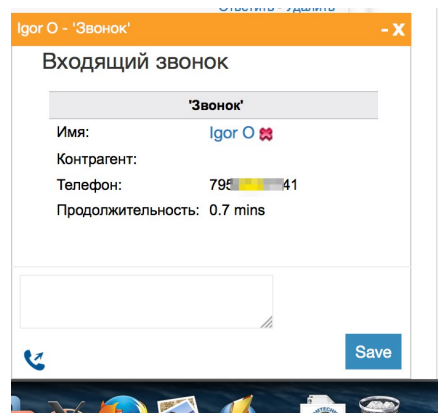 Ответить - Удалить
Igor O - 'Звонок' - X
Входящий звонок
'Звонок'
Имя: Igor O
Контрагент:
Телефон: 795 41
Продолжительность: 0.7 mins
Save